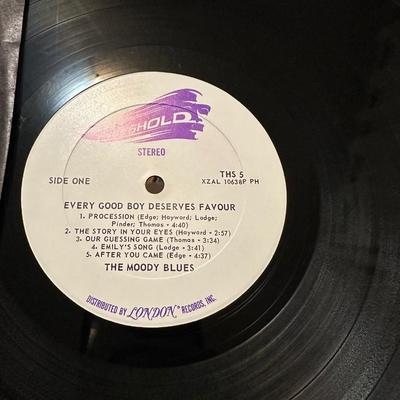 SHOLD
STEREO
SIDE ONE
THS 5
XZAL 10638P PH
EVERY GOOD BOY DESERVES FAVOUR
1. PROCESSION (Edge; Hayward; Lodge;
Pinder; Thomas - 4:40)
2. THE STORY IN YOUR EYES (Hayward - 2:57)
3. OUR GUESSING GAME (Thomas - 3:34)
4. EMILY'S SONG (Lodge - 3:41)
5. AFTER YOU CAME (Edge - 4:37)
THE MOODY BLUES
DISTRIBUTED BY LONDON® RECORDS, INC.